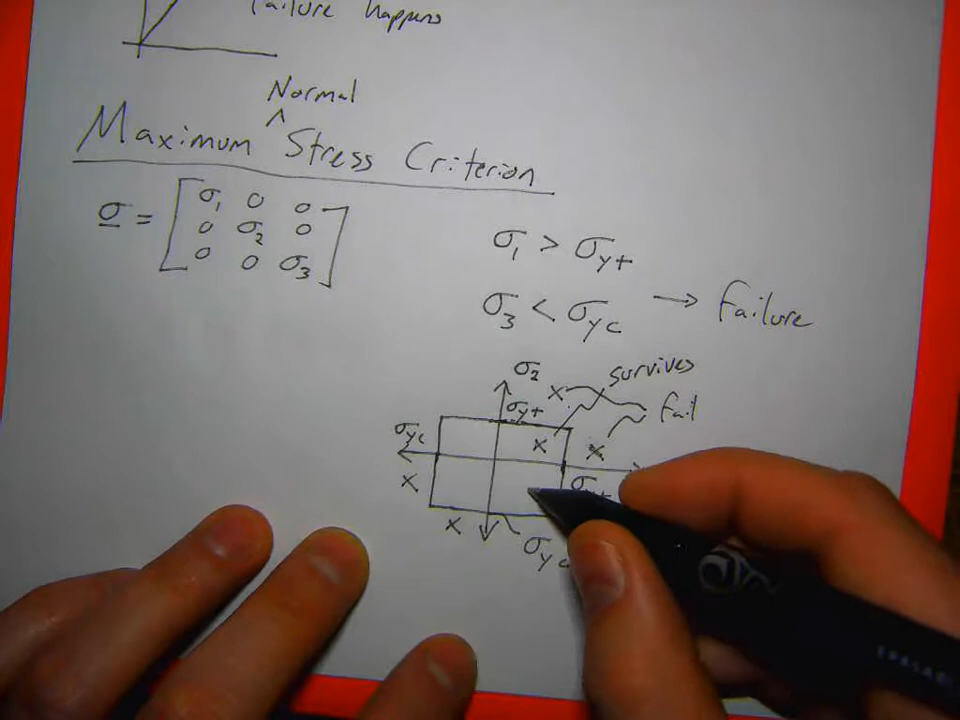 failure happens
Normal
^
Maximum Stress Criterion
σ = [ σ₁ 0 0
0 σ₂ 0
0 0 σ₃ ]
σ₁ > σyt
σ₃ < σyc → failure
σ₂
survives
x
σyt
fail
σyc
x
x
x
σyt
x
σyc